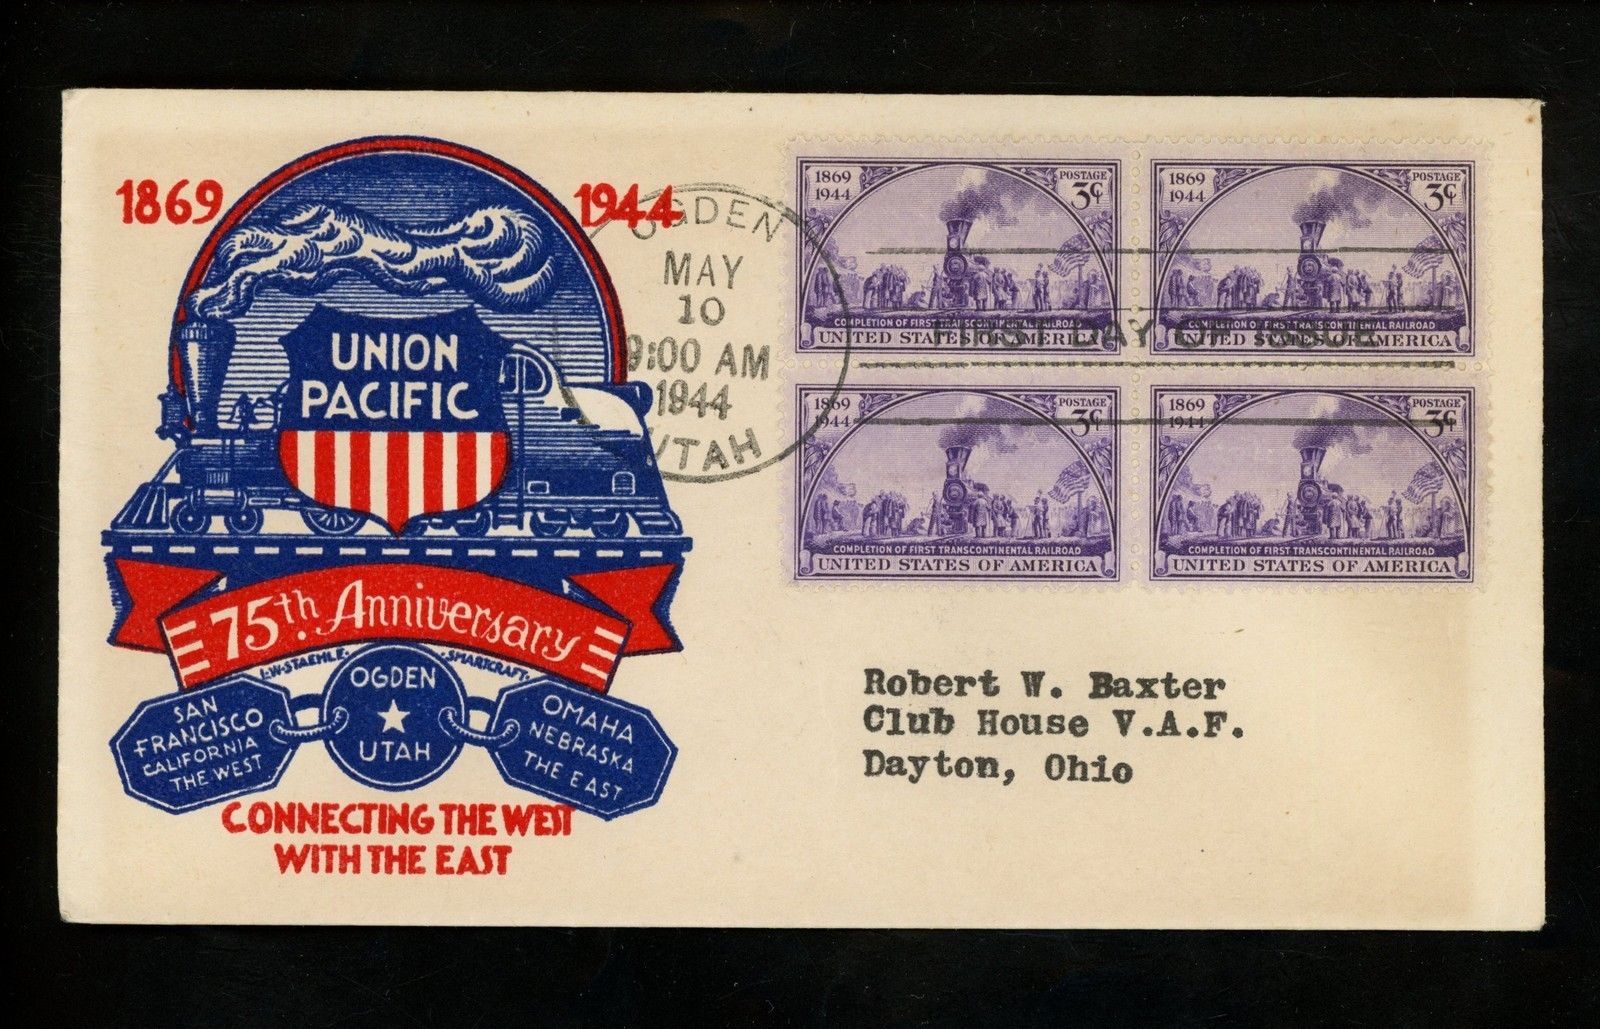 1869
1944
UNION
PACIFIC
75th Anniversary
L·W·STAEHLE· ·SMARTCRAFT·
SAN
FRANCISCO
CALIFORNIA
THE WEST
OGDEN
UTAH
OMAHA
NEBRASKA
THE EAST
CONNECTING THE WEST
WITH THE EAST
OGDEN
MAY
10
9:00 AM
1944
UTAH
1869
1944
POSTAGE
3¢
COMPLETION OF FIRST TRANSCONTINENTAL RAILROAD
UNITED STATES OF AMERICA
1869
1944
POSTAGE
3¢
COMPLETION OF FIRST TRANSCONTINENTAL RAILROAD
UNITED STATES OF AMERICA
FIRST DAY OF ISSUE
1869
1944
POSTAGE
3¢
COMPLETION OF FIRST TRANSCONTINENTAL RAILROAD
UNITED STATES OF AMERICA
1869
1944
POSTAGE
3¢
COMPLETION OF FIRST TRANSCONTINENTAL RAILROAD
UNITED STATES OF AMERICA
Robert W. Baxter
Club House V.A.F.
Dayton, Ohio